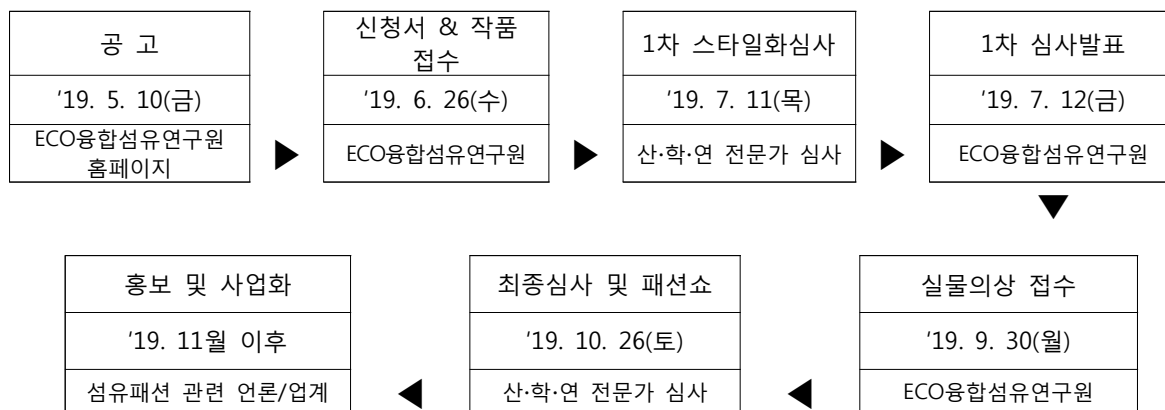 공 고
'19. 5. 10(금)
ECO융합섬유연구원
홈페이지
▶
신청서 & 작품
접수
'19. 6. 26(수)
ECO융합섬유연구원
▶
1차 스타일화심사
'19. 7. 11(목)
산·학·연 전문가 심사
▶
1차 심사발표
'19. 7. 12(금)
ECO융합섬유연구원
▼
실물의상 접수
'19. 9. 30(월)
ECO융합섬유연구원
◀
최종심사 및 패션쇼
'19. 10. 26(토)
산·학·연 전문가 심사
◀
홍보 및 사업화
'19. 11월 이후
섬유패션 관련 언론/업계